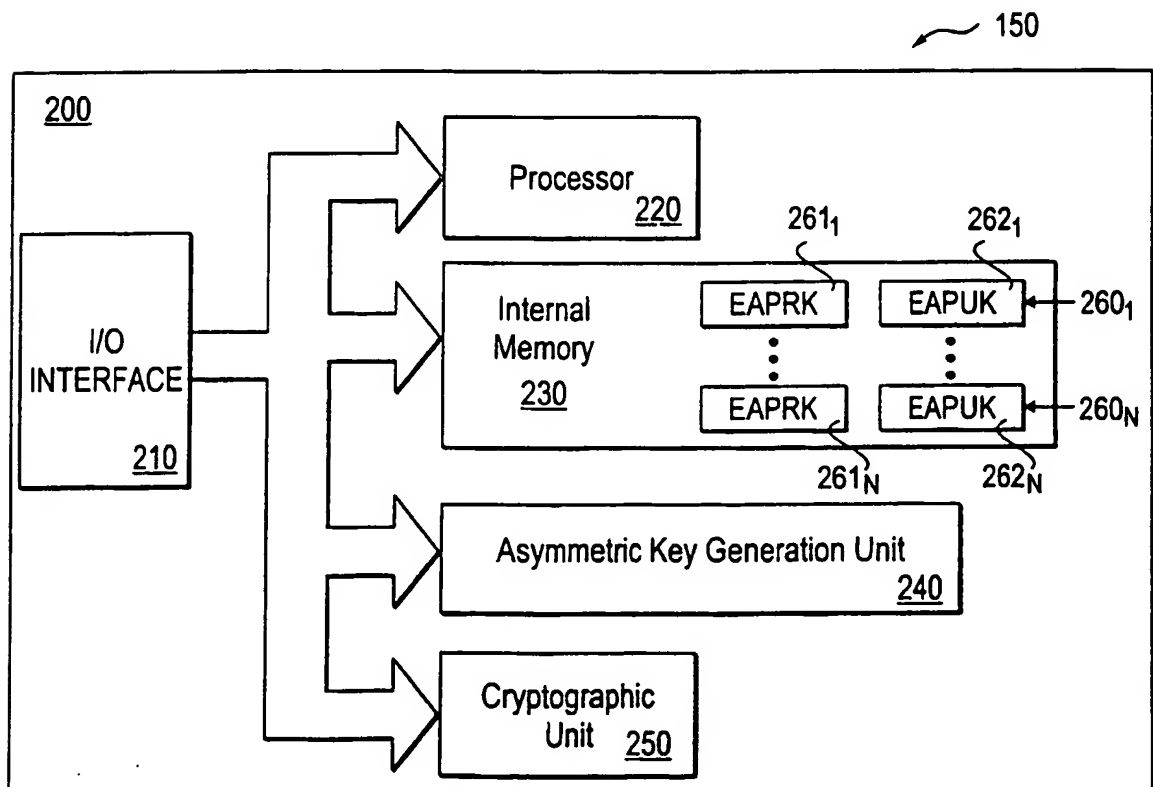 150
200
Processor
220
I/O
INTERFACE
210
Internal
Memory
230
261₁
262₁
EAPRK
EAPUK
260₁
EAPRK
EAPUK
260N
261N
262N
Asymmetric Key Generation Unit
240
Cryptographic
Unit
250